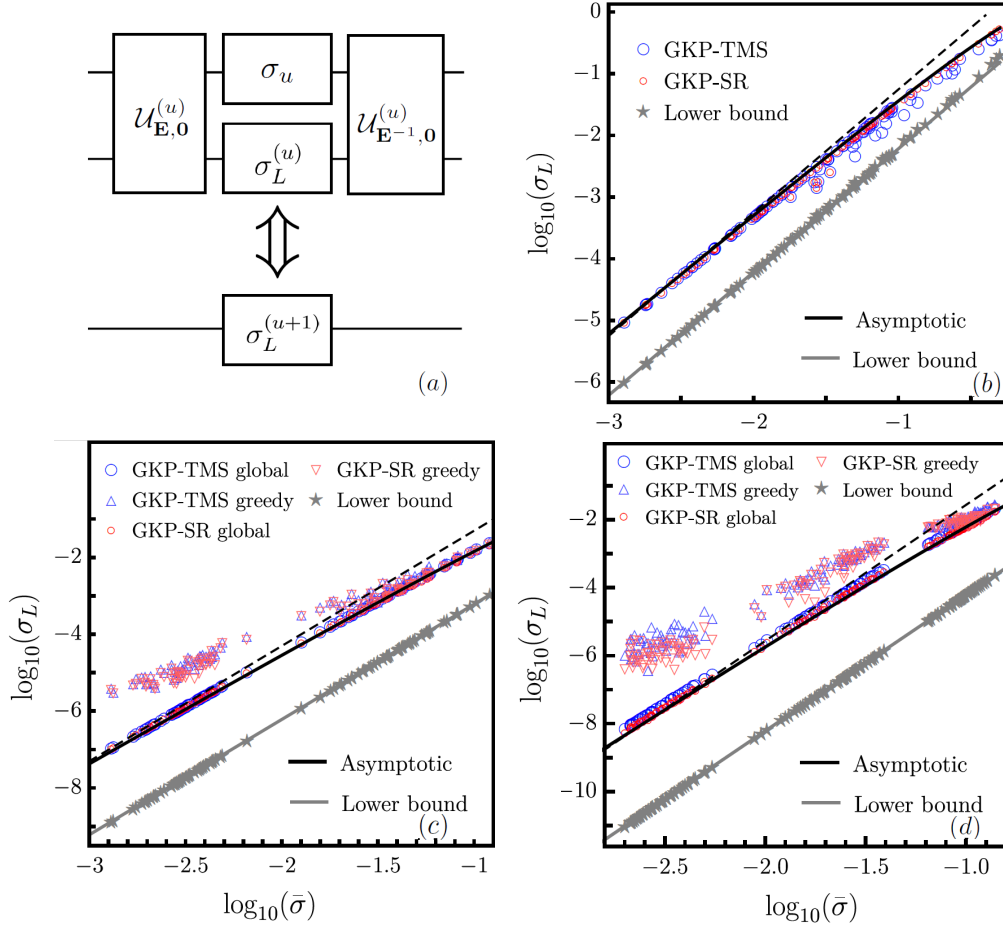 𝒰_{𝐄,𝟎}^{(u)}
σ_u
σ_L^{(u)}
𝒰_{𝐄^{−1},𝟎}^{(u)}
σ_L^{(u+1)}
(a)
log₁₀(σ_L)
0
−1
−2
−3
−4
−5
−6
GKP-TMS
GKP-SR
Lower bound
Asymptotic
Lower bound
(b)
−3
−2
−1
log₁₀(σ_L)
−2
−4
−6
−8
GKP-TMS global
GKP-SR greedy
GKP-TMS greedy
Lower bound
GKP-SR global
Asymptotic
Lower bound
(c)
−3
−2.5
−2
−1.5
−1
log₁₀(σ̄)
log₁₀(σ_L)
−2
−4
−6
−8
−10
GKP-TMS global
GKP-SR greedy
GKP-TMS greedy
Lower bound
GKP-SR global
Asymptotic
Lower bound
(d)
−2.5
−2.0
−1.5
−1.0
log₁₀(σ̄)